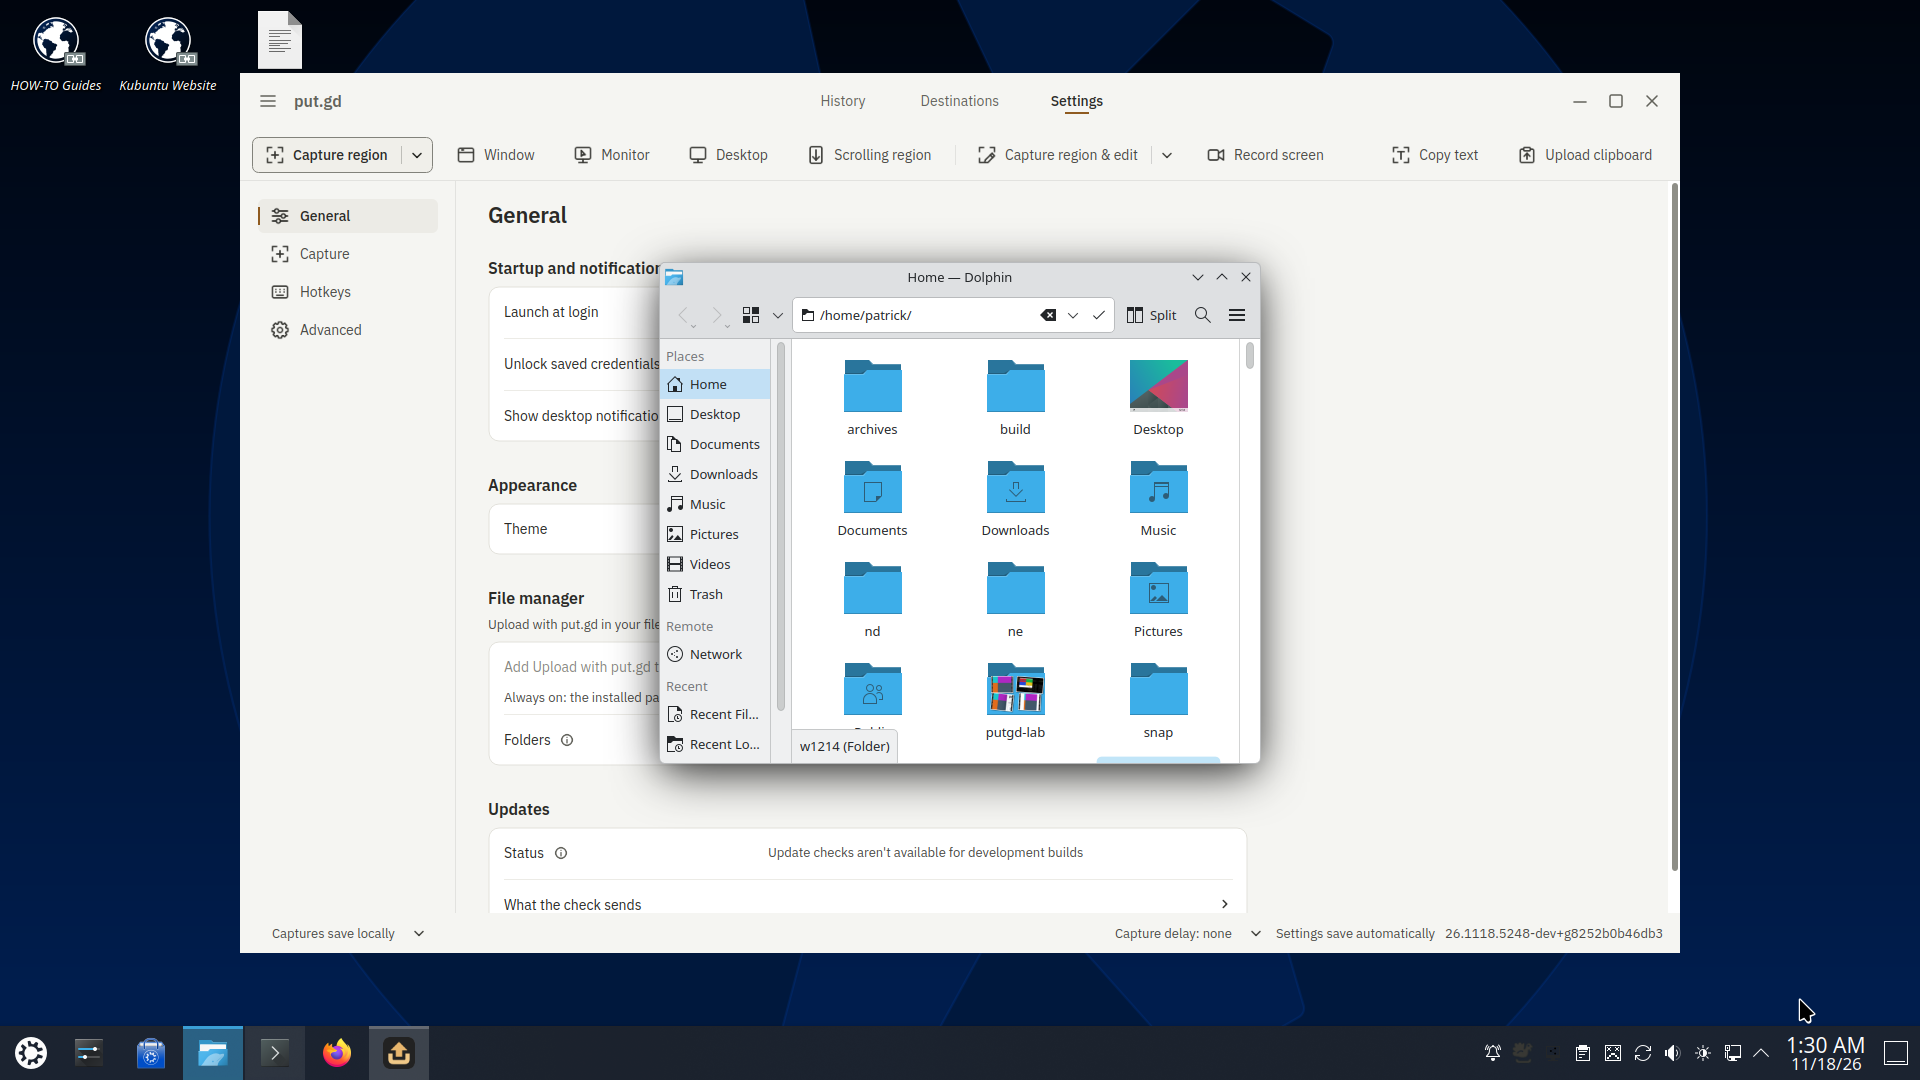 HOW-TO Guides
Kubuntu Website
put.gd
History
Destinations
Settings
Capture region
Window
Monitor
Desktop
Scrolling region
Capture region & edit
Record screen
Copy text
Upload clipboard
General
Capture
Hotkeys
Advanced
General
Startup and notification
Launch at login
Unlock saved credentials
Show desktop notificatio
Appearance
Theme
File manager
Upload with put.gd in your file
Add Upload with put.gd t
Always on: the installed pa
Folders
Updates
Status
Update checks aren't available for development builds
What the check sends
Home — Dolphin
/home/patrick/
Split
Places
Home
Desktop
Documents
Downloads
Music
Pictures
Videos
Trash
Remote
Network
Recent
Recent Fil...
Recent Lo...
archives
build
Desktop
Documents
Downloads
Music
nd
ne
Pictures
putgd-lab
snap
w1214 (Folder)
Captures save locally
Capture delay: none
Settings save automatically
26.1118.5248-dev+g8252b0b46db3
1:30 AM
11/18/26